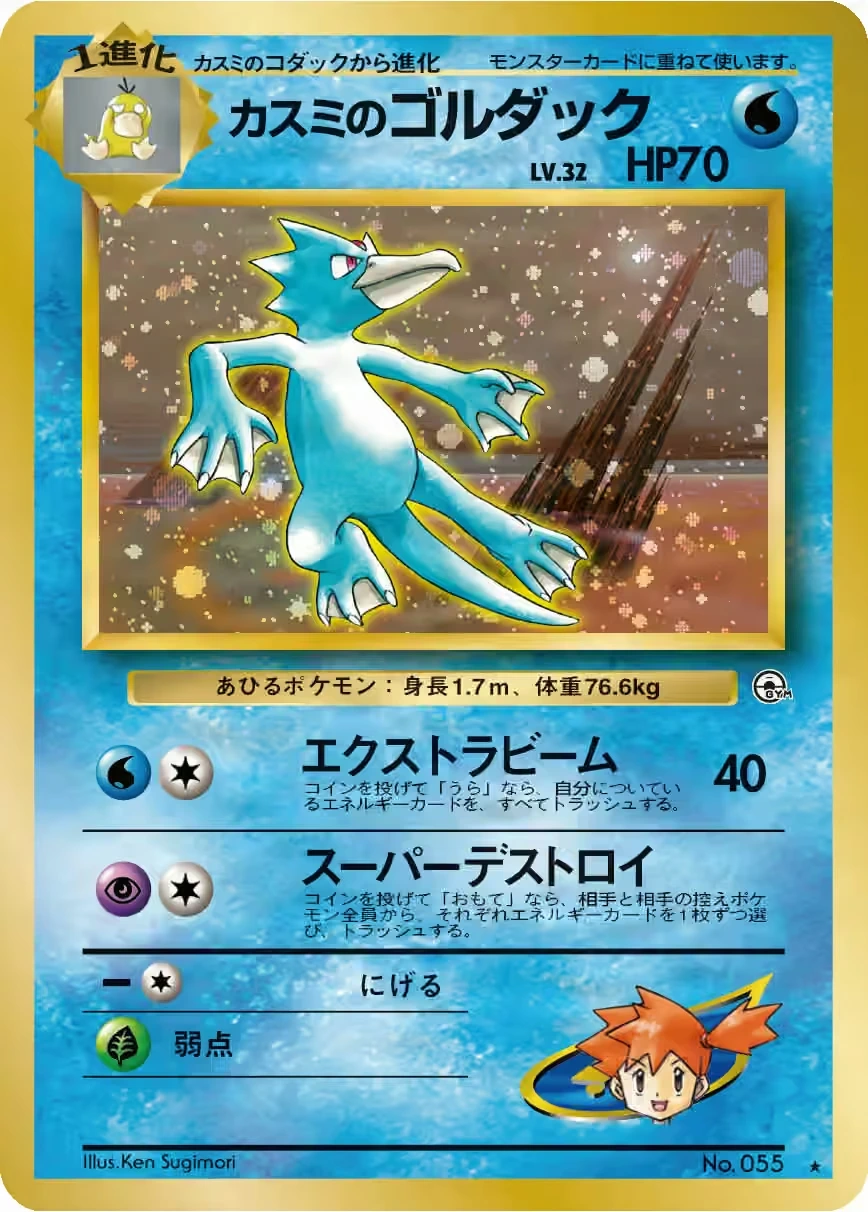 1進化
カスミのコダックから進化
モンスターカードに重ねて使います。
カスミのゴルダック
LV.32 HP70
あひるポケモン：身長1.7m、体重76.6kg
GYM
エクストラビーム 40
コインを投げて「うら」なら、自分についてい
るエネルギーカードを、すべてトラッシュする。
スーパーデストロイ
コインを投げて「おもて」なら、相手と相手の控えポケ
モン全員から、それぞれエネルギーカードを1枚ずつ選
び、トラッシュする。
にげる
弱点
Illus.Ken Sugimori
No. 055 ★